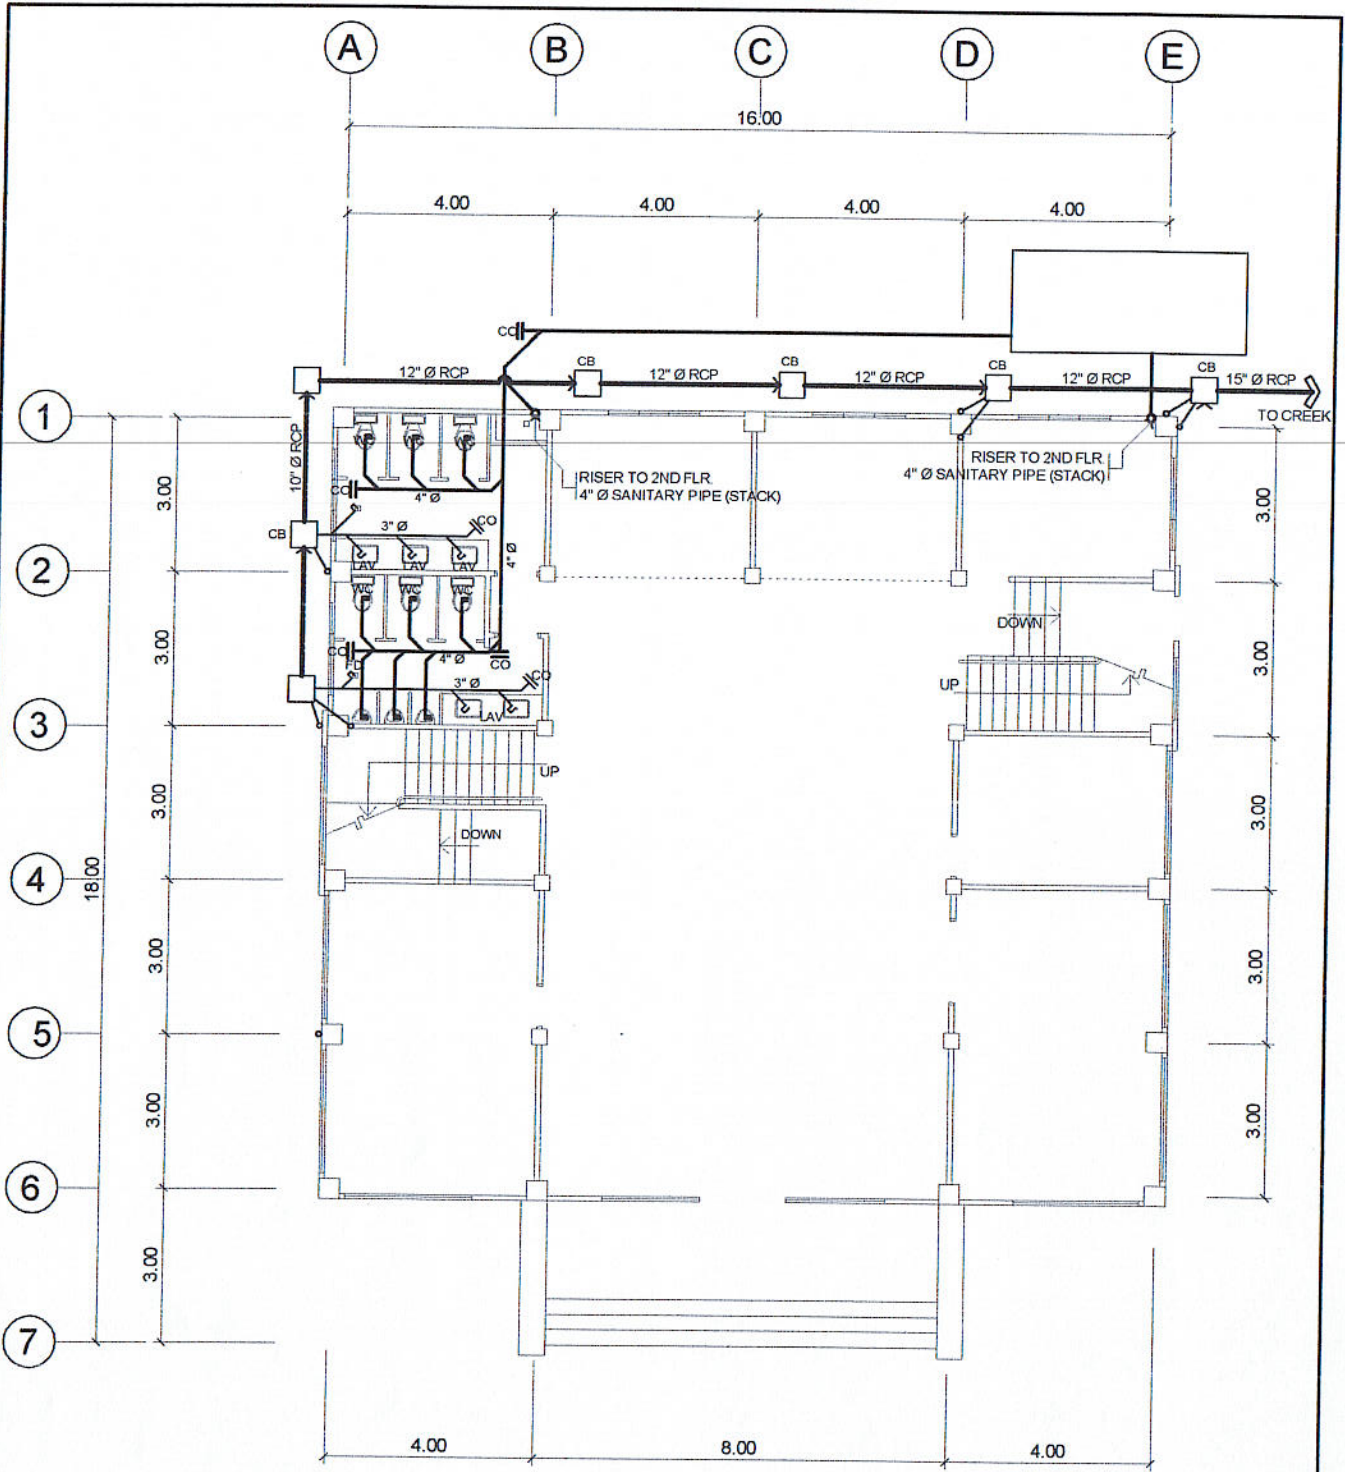 A B C D E
16.00
4.00 4.00 4.00 4.00
CO
CB
12" Ø RCP
12" Ø RCP
CB
12" Ø RCP
CB
12" Ø RCP
CB
15" Ø RCP
TO CREEK
1
10" Ø RCP
WC WC WC
RISER TO 2ND FLR.
4" Ø SANITARY PIPE (STACK)
RISER TO 2ND FLR.
4" Ø SANITARY PIPE (STACK)
3.00
CO
4" Ø
3.00
CB
3" Ø
CO
4" Ø
LAV LAV LAV
2
WC WC WC
3.00
CO
4" Ø
CO
FD
3" Ø
CO
LAV
DOWN
UP
3.00
3
UP
DOWN
3.00
3.00
4
18.00
3.00
3.00
5
3.00
3.00
6
3.00
7
4.00 8.00 4.00